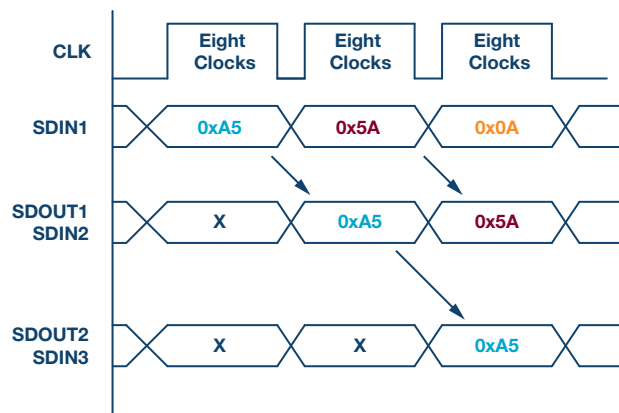 CLK
Eight Clocks
Eight Clocks
Eight Clocks
SDIN1
0xA5
0x5A
0x0A
SDOUT1
SDIN2
X
0xA5
0x5A
SDOUT2
SDIN3
X
X
0xA5